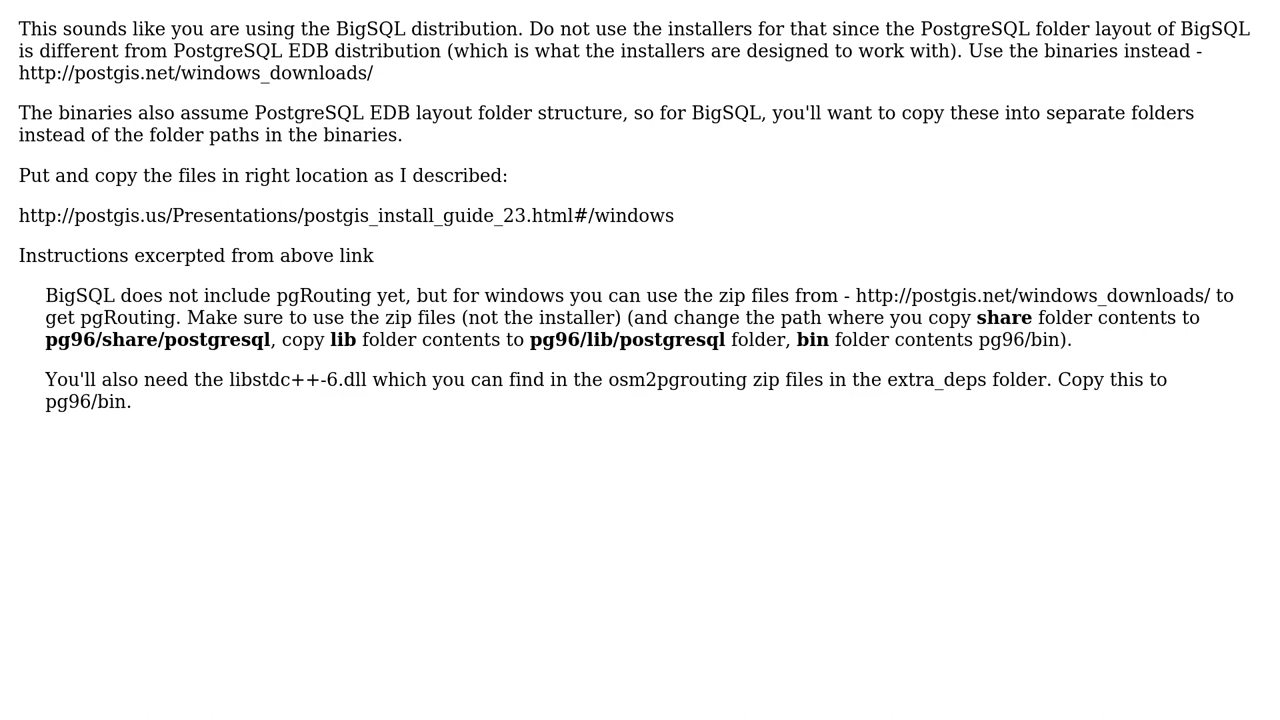 This sounds like you are using the BigSQL distribution. Do not use the installers for that since the PostgreSQL folder layout of BigSQL
is different from PostgreSQL EDB distribution (which is what the installers are designed to work with). Use the binaries instead -
http://postgis.net/windows_downloads/
The binaries also assume PostgreSQL EDB layout folder structure, so for BigSQL, you'll want to copy these into separate folders
instead of the folder paths in the binaries.
Put and copy the files in right location as I described:
http://postgis.us/Presentations/postgis_install_guide_23.html#/windows
Instructions excerpted from above link
BigSQL does not include pgRouting yet, but for windows you can use the zip files from - http://postgis.net/windows_downloads/ to
get pgRouting. Make sure to use the zip files (not the installer) (and change the path where you copy share folder contents to
pg96/share/postgresql, copy lib folder contents to pg96/lib/postgresql folder, bin folder contents pg96/bin).
You'll also need the libstdc++-6.dll which you can find in the osm2pgrouting zip files in the extra_deps folder. Copy this to
pg96/bin.